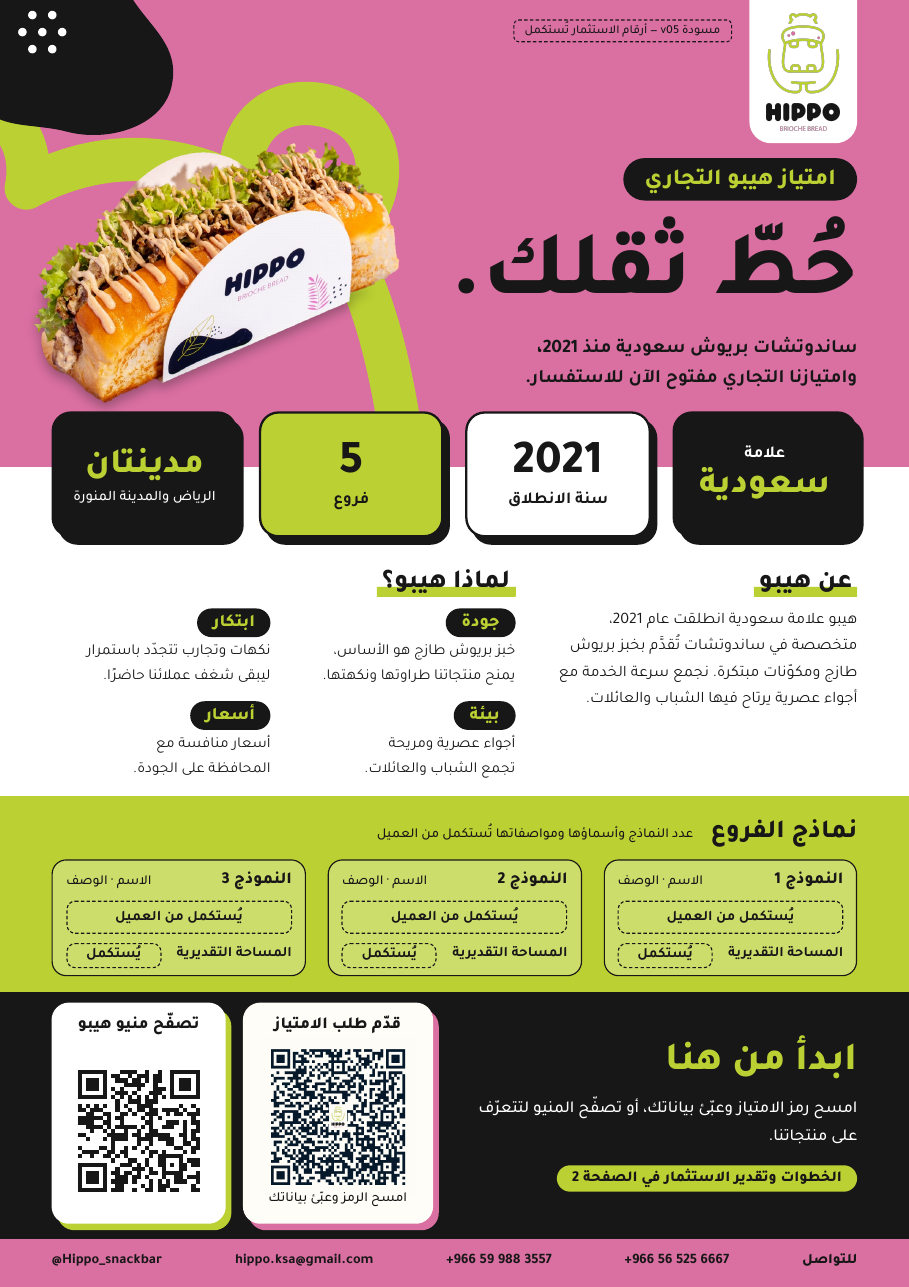 مسودة v05 – أرقام الاستثمار تُستكمل
HIPPO
BRIOCHE BREAD
امتياز هيبو التجاري
حُطّ ثقلك.
ساندوتشات بريوش سعودية منذ 2021،
وامتيازنا التجاري مفتوح الآن للاستفسار.
HIPPO
BRIOCHE BREAD
علامة
سعودية
2021
سنة الانطلاق
5
فروع
مدينتان
الرياض والمدينة المنورة
عن هيبو
هيبو علامة سعودية انطلقت عام 2021،
متخصصة في ساندوتشات تُقدَّم بخبز بريوش
طازج ومكوّنات مبتكرة. نجمع سرعة الخدمة مع
أجواء عصرية يرتاح فيها الشباب والعائلات.
لماذا هيبو؟
جودة
خبز بريوش طازج هو الأساس،
يمنح منتجاتنا طراوتها ونكهتها.
ابتكار
نكهات وتجارب تتجدّد باستمرار
ليبقى شغف عملائنا حاضرًا.
بيئة
أجواء عصرية ومريحة
تجمع الشباب والعائلات.
أسعار
أسعار منافسة مع
المحافظة على الجودة.
نماذج الفروع عدد النماذج وأسماؤها ومواصفاتها تُستكمل من العميل
النموذج 1 الاسم · الوصف
يُستكمل من العميل
المساحة التقديرية يُستكمل
النموذج 2 الاسم · الوصف
يُستكمل من العميل
المساحة التقديرية يُستكمل
النموذج 3 الاسم · الوصف
يُستكمل من العميل
المساحة التقديرية يُستكمل
ابدأ من هنا
امسح رمز الامتياز وعبّئ بياناتك، أو تصفّح المنيو لتتعرّف
على منتجاتنا.
الخطوات وتقدير الاستثمار في الصفحة 2
قدّم طلب الامتياز
امسح الرمز وعبّئ بياناتك
تصفّح منيو هيبو
للتواصل +966 56 525 6667 +966 59 988 3557 hippo.ksa@gmail.com @Hippo_snackbar